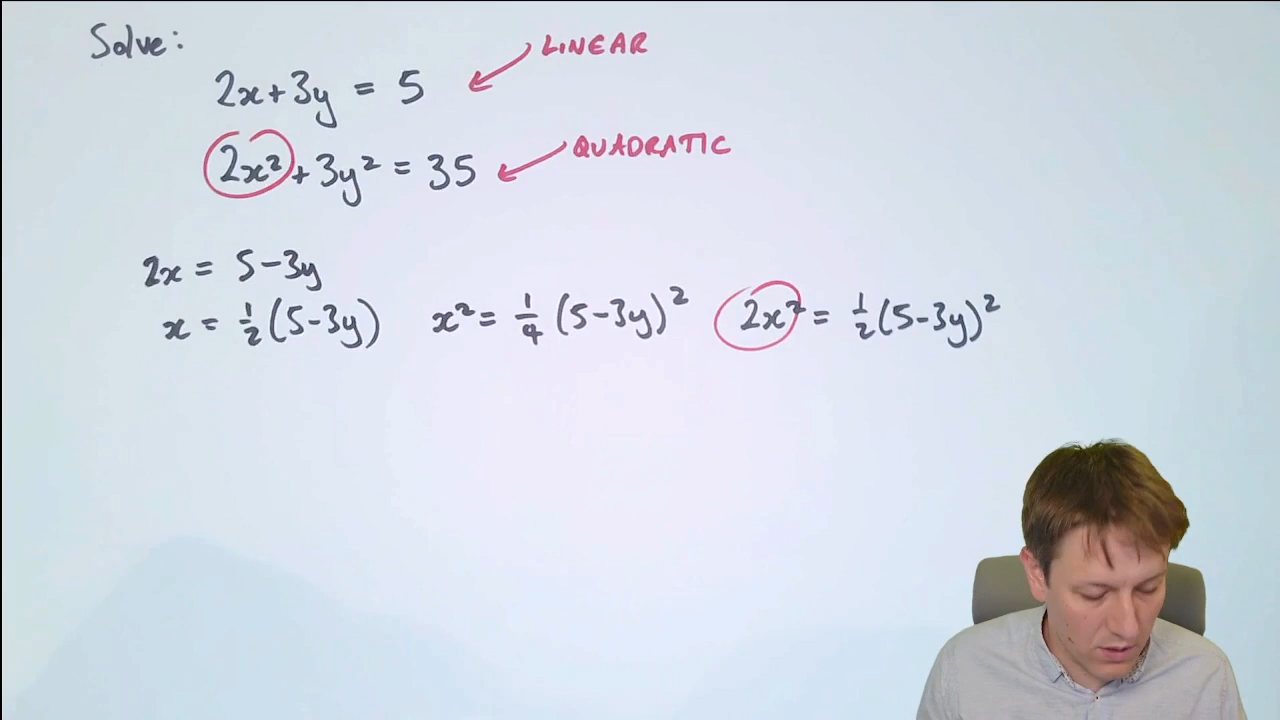 Solve:
LINEAR
2x+3y = 5
QUADRATIC
2x²+3y² = 35
2x = 5-3y
x = ½(5-3y) x² = ¼(5-3y)² 2x² = ½(5-3y)²